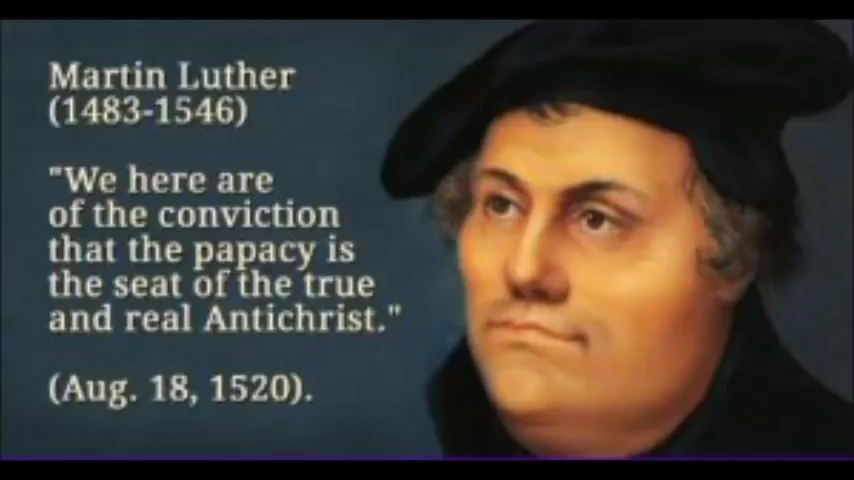 Martin Luther
(1483-1546)
"We here are
of the conviction
that the papacy is
the seat of the true
and real Antichrist."
(Aug. 18, 1520).